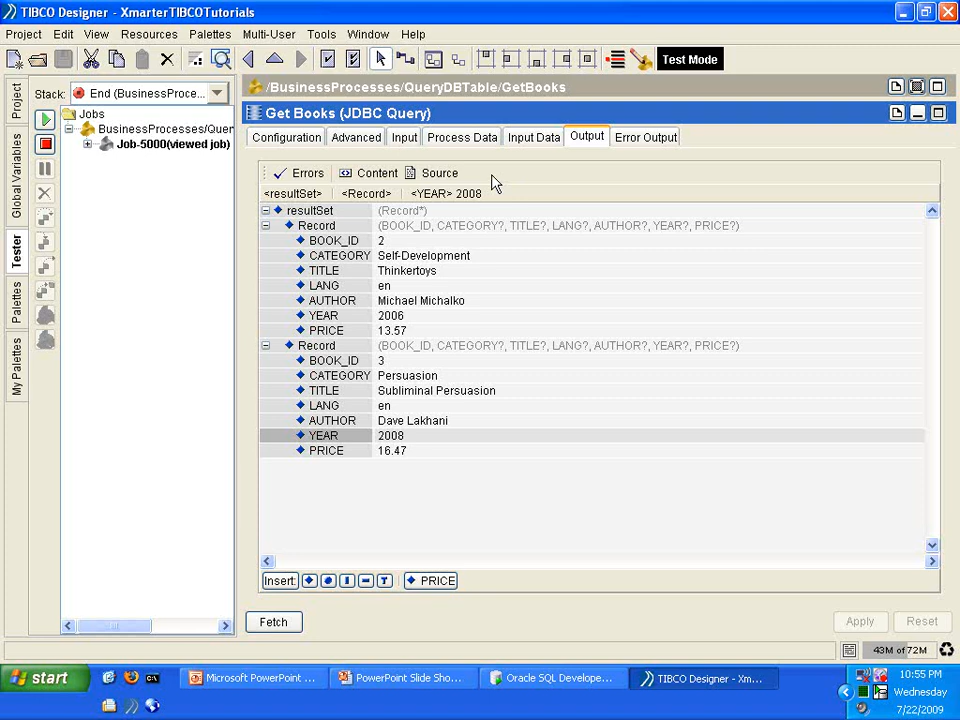 TIBCO Designer - XmarterTIBCOTutorials
Project Edit View Resources Palettes Multi-User Tools Window Help
Test Mode
Stack: End (BusinessProce...
/BusinessProcesses/QueryDBTable/GetBooks
Project
Global Variables
Tester
Palettes
My Palettes
Jobs
BusinessProcesses/Quer
Job-5000(viewed job)
Get Books (JDBC Query)
Configuration Advanced Input Process Data Input Data Output Error Output
Errors Content Source
<resultSet> <Record> <YEAR> 2008
resultSet (Record*)
Record (BOOK_ID, CATEGORY?, TITLE?, LANG?, AUTHOR?, YEAR?, PRICE?)
BOOK_ID 2
CATEGORY Self-Development
TITLE Thinkertoys
LANG en
AUTHOR Michael Michalko
YEAR 2006
PRICE 13.57
Record (BOOK_ID, CATEGORY?, TITLE?, LANG?, AUTHOR?, YEAR?, PRICE?)
BOOK_ID 3
CATEGORY Persuasion
TITLE Subliminal Persuasion
LANG en
AUTHOR Dave Lakhani
YEAR 2008
PRICE 16.47
Insert: T PRICE
Fetch Apply Reset
43M of 72M
start Microsoft PowerPoint ... PowerPoint Slide Sho... Oracle SQL Develope... TIBCO Designer - Xm...
10:55 PM
Wednesday
7/22/2009